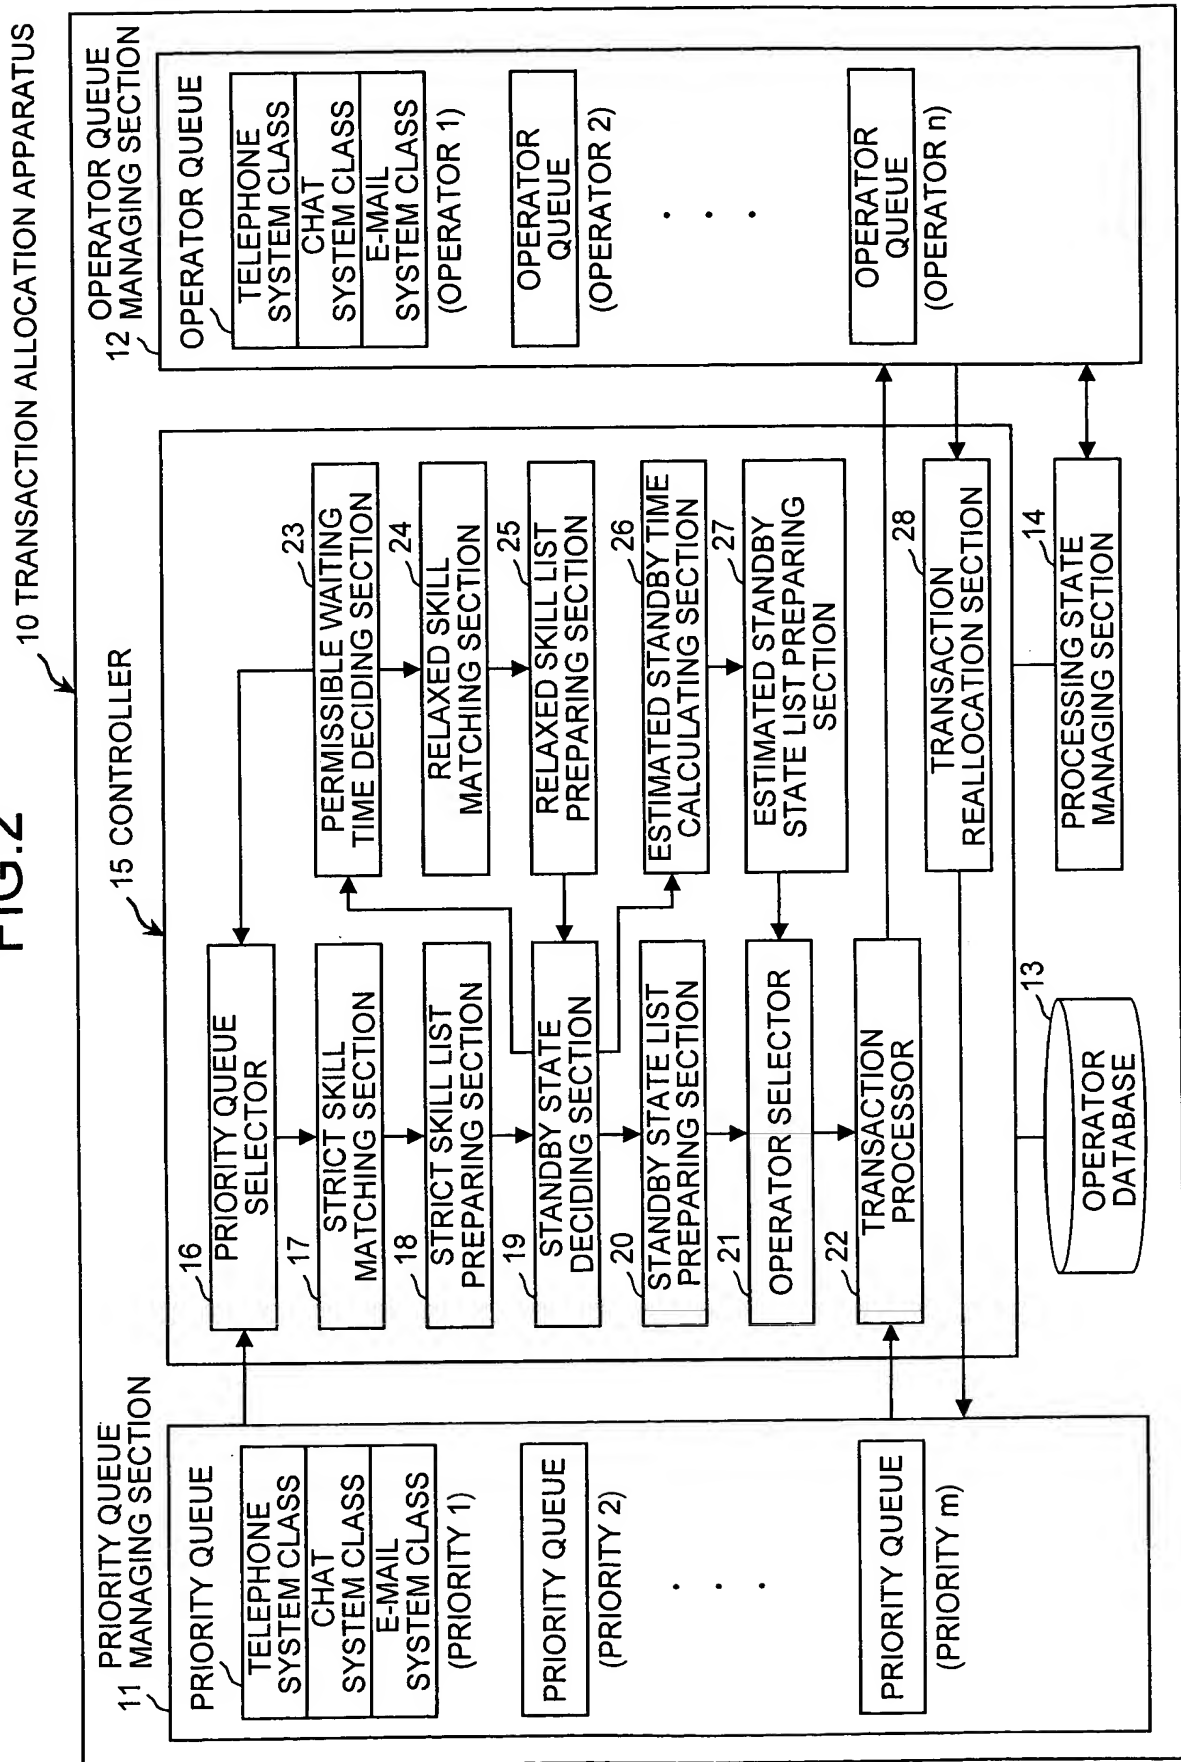 FIG.2
10 TRANSACTION ALLOCATION APPARATUS
PRIORITY QUEUE
MANAGING SECTION
11
PRIORITY QUEUE
TELEPHONE
SYSTEM CLASS
CHAT
SYSTEM CLASS
E-MAIL
SYSTEM CLASS
(PRIORITY 1)
PRIORITY QUEUE
(PRIORITY 2)
. . .
PRIORITY QUEUE
(PRIORITY m)
15 CONTROLLER
16
PRIORITY QUEUE
SELECTOR
17
STRICT SKILL
MATCHING SECTION
18
STRICT SKILL LIST
PREPARING SECTION
19
STANDBY STATE
DECIDING SECTION
20
STANDBY STATE LIST
PREPARING SECTION
21
OPERATOR SELECTOR
22
TRANSACTION
PROCESSOR
23
PERMISSIBLE WAITING
TIME DECIDING SECTION
24
RELAXED SKILL
MATCHING SECTION
25
RELAXED SKILL LIST
PREPARING SECTION
26
ESTIMATED STANDBY TIME
CALCULATING SECTION
27
ESTIMATED STANDBY
STATE LIST PREPARING
SECTION
28
TRANSACTION
REALLOCATION SECTION
13
OPERATOR
DATABASE
14
PROCESSING STATE
MANAGING SECTION
OPERATOR QUEUE
MANAGING SECTION
12
OPERATOR QUEUE
TELEPHONE
SYSTEM CLASS
CHAT
SYSTEM CLASS
E-MAIL
SYSTEM CLASS
(OPERATOR 1)
OPERATOR
QUEUE
(OPERATOR 2)
. . .
OPERATOR
QUEUE
(OPERATOR n)